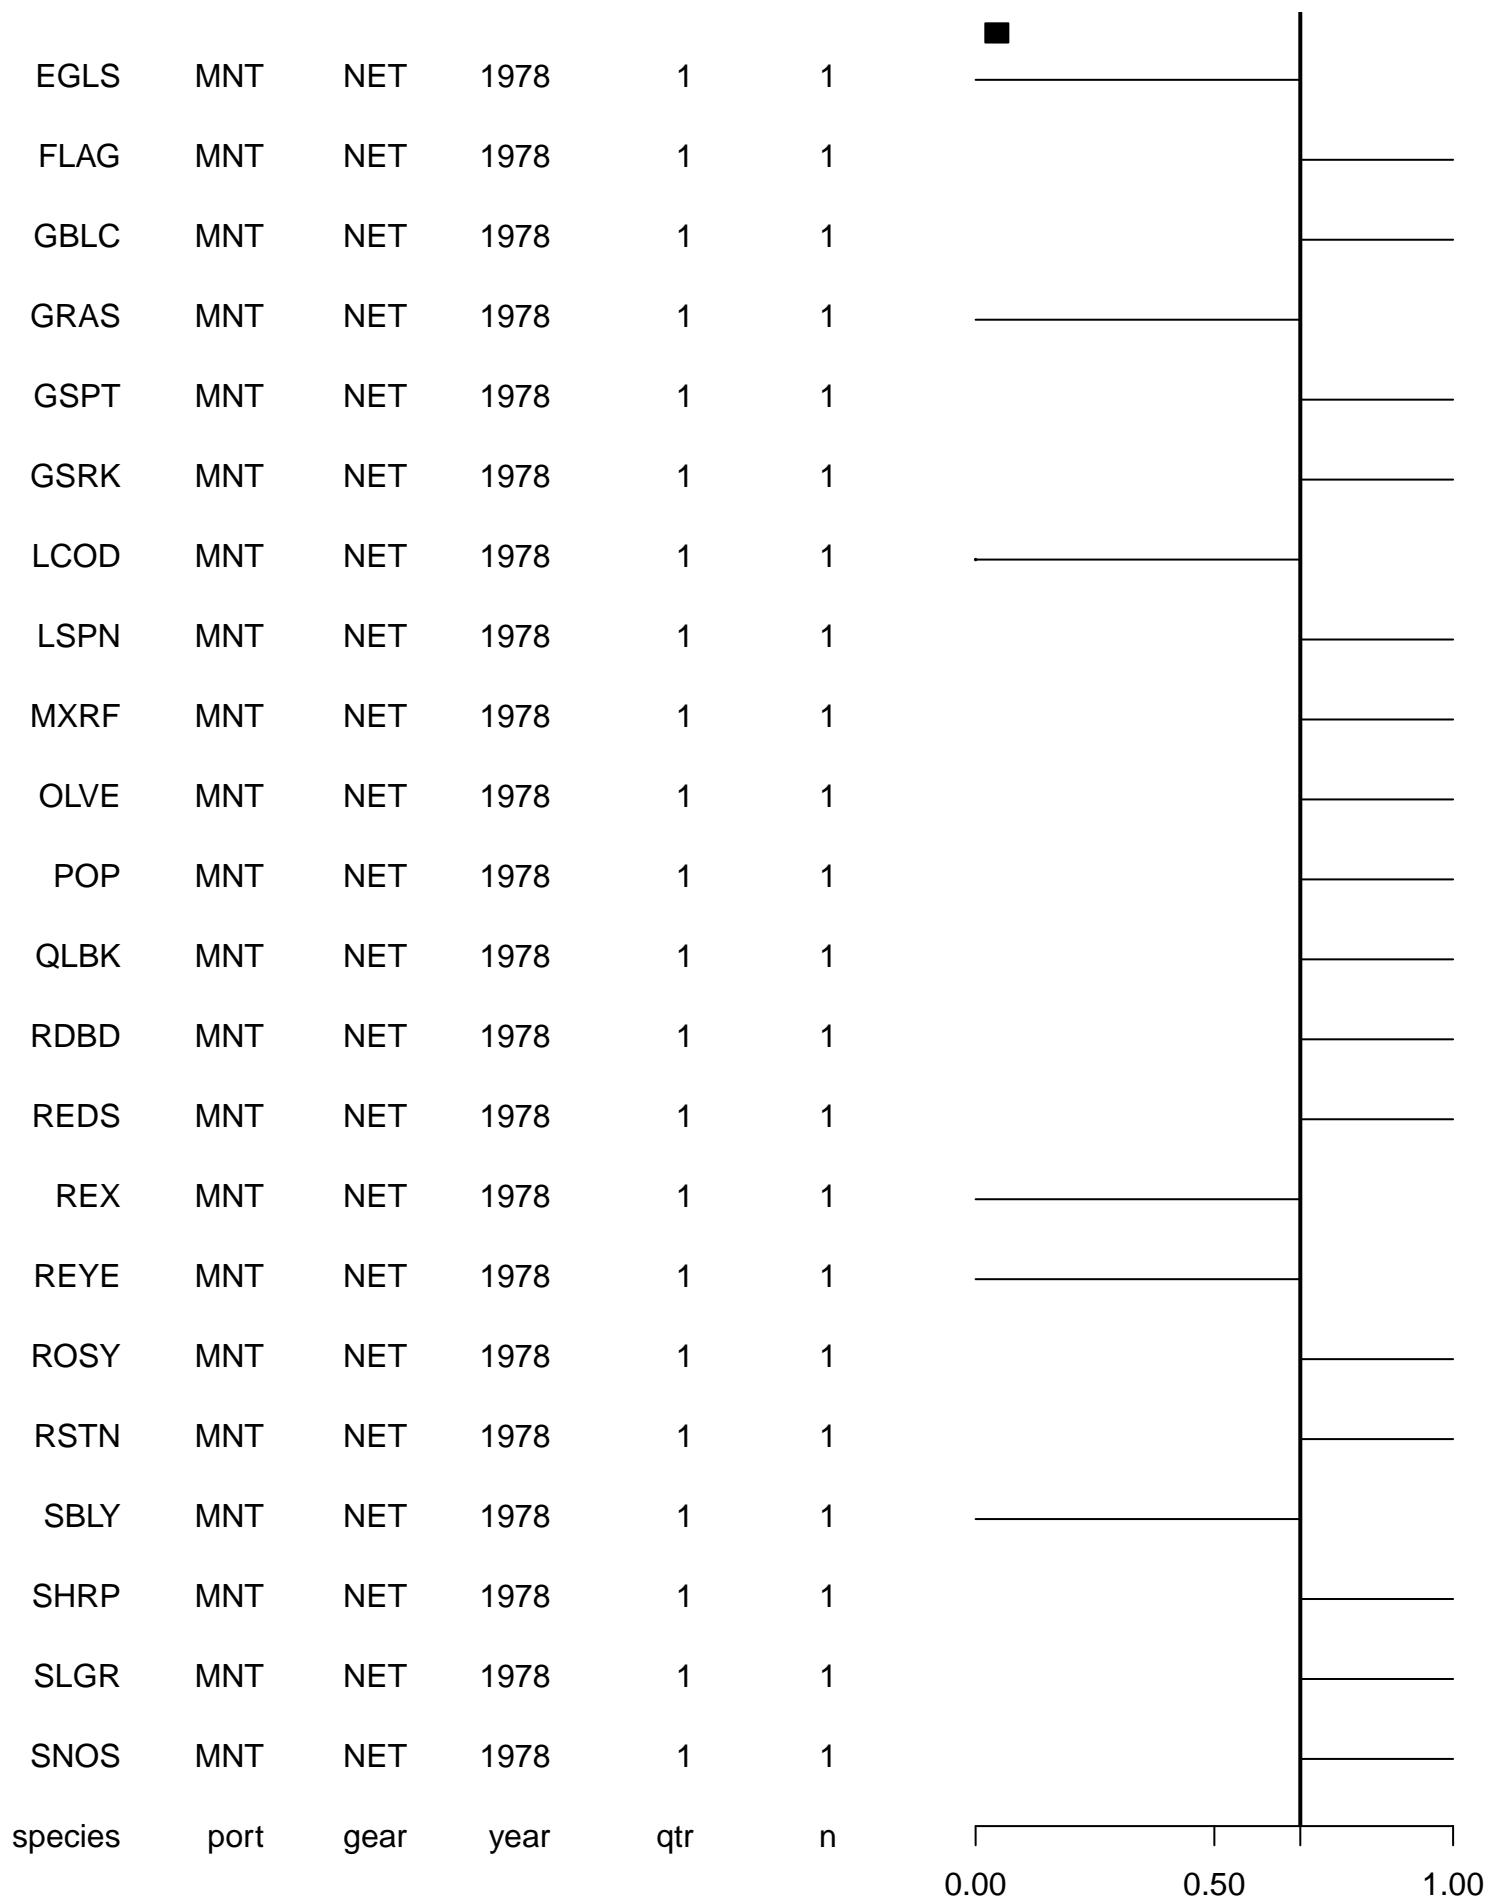 EGLS MNT NET 1978 1 1
FLAG MNT NET 1978 1 1
GBLC MNT NET 1978 1 1
GRAS MNT NET 1978 1 1
GSPT MNT NET 1978 1 1
GSRK MNT NET 1978 1 1
LCOD MNT NET 1978 1 1
LSPN MNT NET 1978 1 1
MXRF MNT NET 1978 1 1
OLVE MNT NET 1978 1 1
POP MNT NET 1978 1 1
QLBK MNT NET 1978 1 1
RDBD MNT NET 1978 1 1
REDS MNT NET 1978 1 1
REX MNT NET 1978 1 1
REYE MNT NET 1978 1 1
ROSY MNT NET 1978 1 1
RSTN MNT NET 1978 1 1
SBLY MNT NET 1978 1 1
SHRP MNT NET 1978 1 1
SLGR MNT NET 1978 1 1
SNOS MNT NET 1978 1 1
species port gear year qtr n
0.00 0.50 1.00